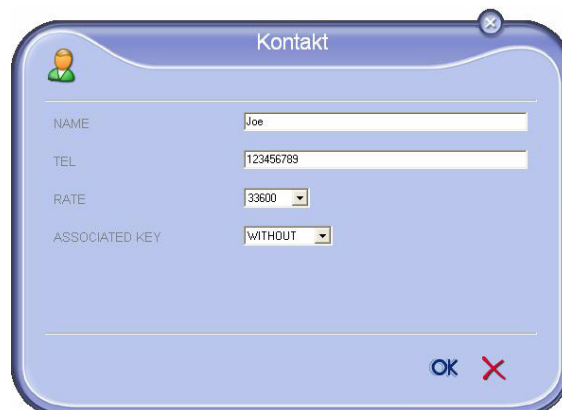 Kontakt
NAME Joe
TEL 123456789
RATE 33600
ASSOCIATED KEY WITHOUT
OK